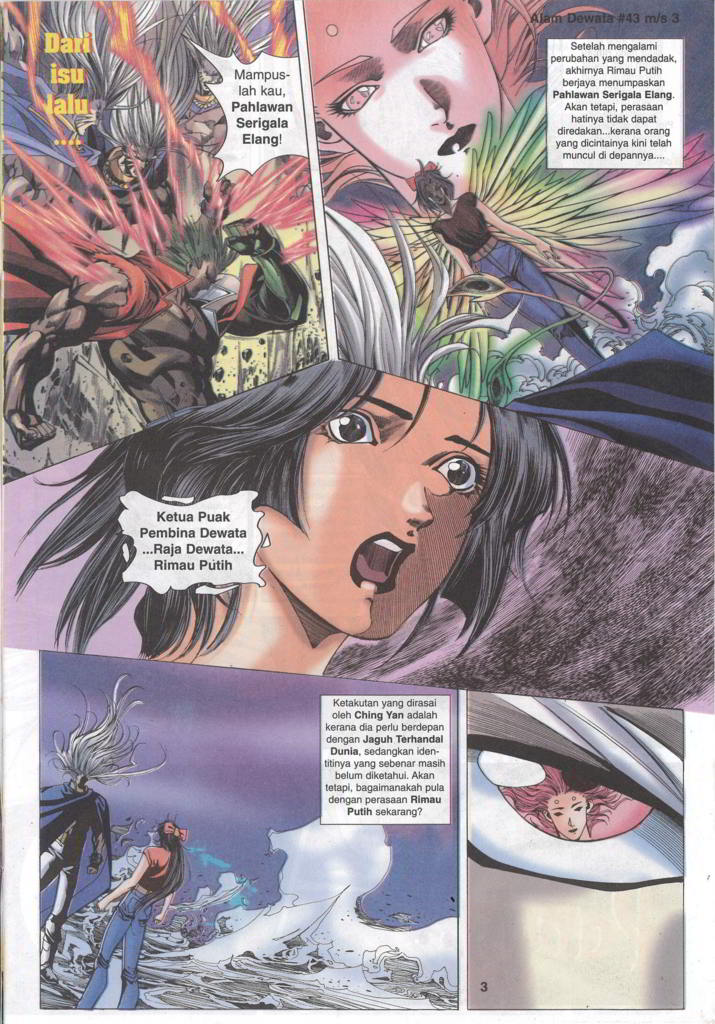 Alam Dewata #43 m/s 3
Dari
isu
lalu
....
Mampus-
lah kau,
Pahlawan
Serigala
Elang!
Setelah mengalami
perubahan yang mendadak,
akhirnya Rimau Putih
berjaya menumpaskan
Pahlawan Serigala Elang.
Akan tetapi, perasaan
hatinya tidak dapat
diredakan...kerana orang
yang dicintainya kini telah
muncul di depannya....
Ketua Puak
Pembina Dewata
...Raja Dewata...
Rimau Putih
Ketakutan yang dirasai
oleh Ching Yan adalah
kerana dia perlu berdepan
dengan Jaguh Terhandal
Dunia, sedangkan iden-
titinya yang sebenar masih
belum diketahui. Akan
tetapi, bagaimanakah pula
dengan perasaan Rimau
Putih sekarang?
3